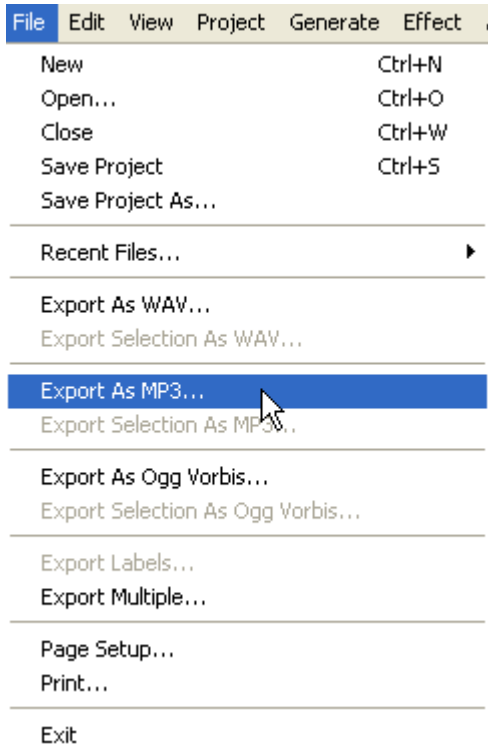 File Edit View Project Generate Effect
New Ctrl+N
Open... Ctrl+O
Close Ctrl+W
Save Project Ctrl+S
Save Project As...
Recent Files...
Export As WAV...
Export Selection As WAV...
Export As MP3...
Export Selection As MP3...
Export As Ogg Vorbis...
Export Selection As Ogg Vorbis...
Export Labels...
Export Multiple...
Page Setup...
Print...
Exit